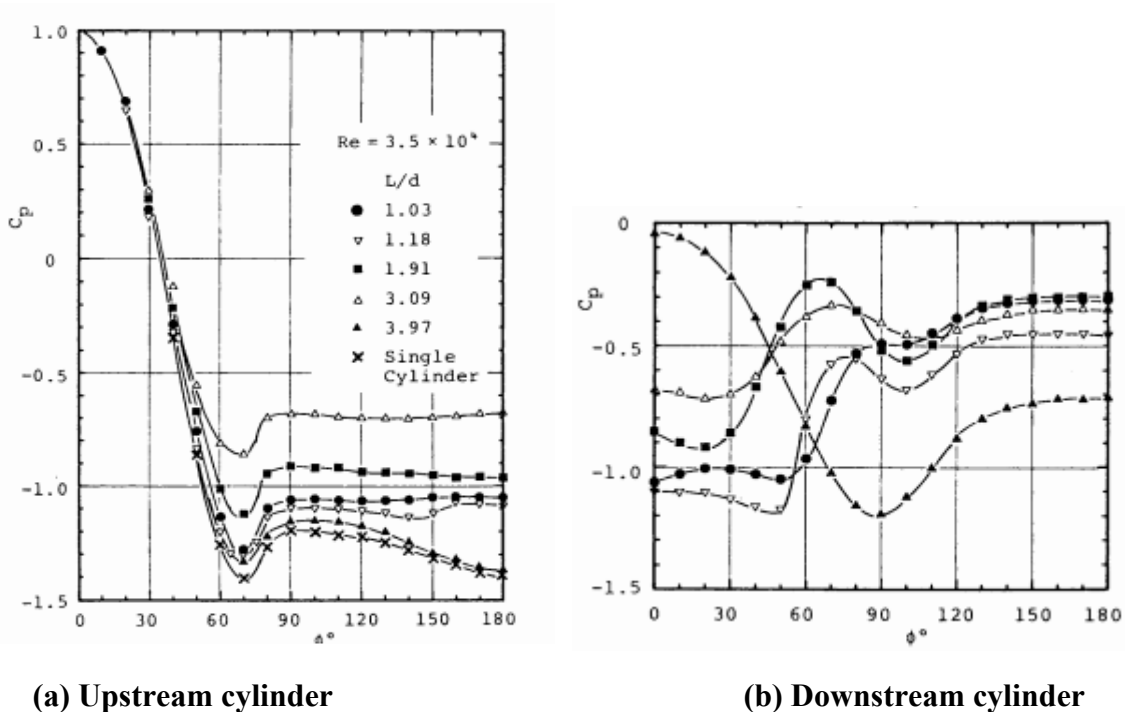 1.0
0.5
0
-0.5
-1.0
-1.5
Cp
0 30 60 90 120 150 180
Re = 3.5 × 10⁴
L/d
● 1.03
▽ 1.18
■ 1.91
△ 3.09
▲ 3.97
× Single
Cylinder
0
-0.5
-1.0
-1.5
Cp
0 30 60 90 120 150 180
ϕ°
(a) Upstream cylinder
(b) Downstream cylinder